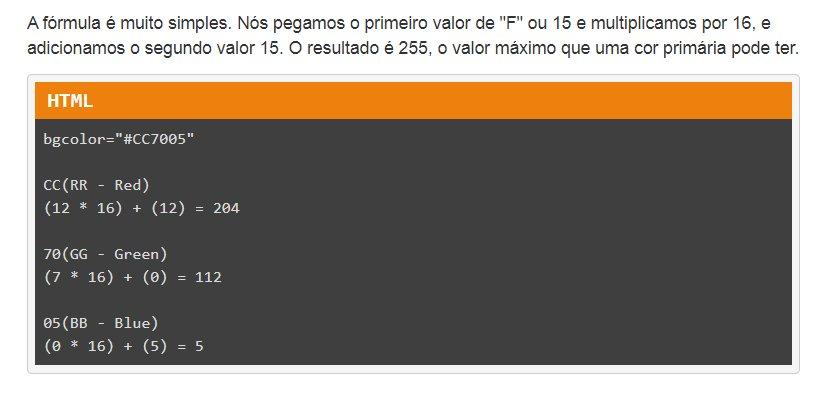 A fórmula é muito simples. Nós pegamos o primeiro valor de "F" ou 15 e multiplicamos por 16, e
adicionamos o segundo valor 15. O resultado é 255, o valor máximo que uma cor primária pode ter.
HTML
bgcolor="#CC7005"
CC(RR - Red)
(12 * 16) + (12) = 204
70(GG - Green)
(7 * 16) + (0) = 112
05(BB - Blue)
(0 * 16) + (5) = 5